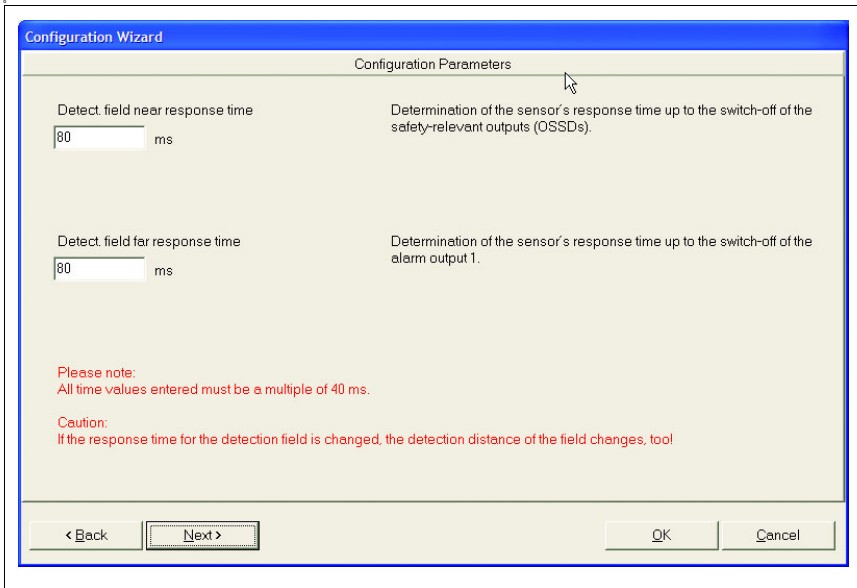 Configuration Wizard
Configuration Parameters
Detect. field near response time
80
ms
Determination of the sensor's response time up to the switch-off of the
safety-relevant outputs (OSSDs).
Detect. field far response time
80
ms
Determination of the sensor's response time up to the switch-off of the
alarm output 1.
Please note:
All time values entered must be a multiple of 40 ms.
Caution:
If the response time for the detection field is changed, the detection distance of the field changes, too!
< Back
Next >
OK
Cancel